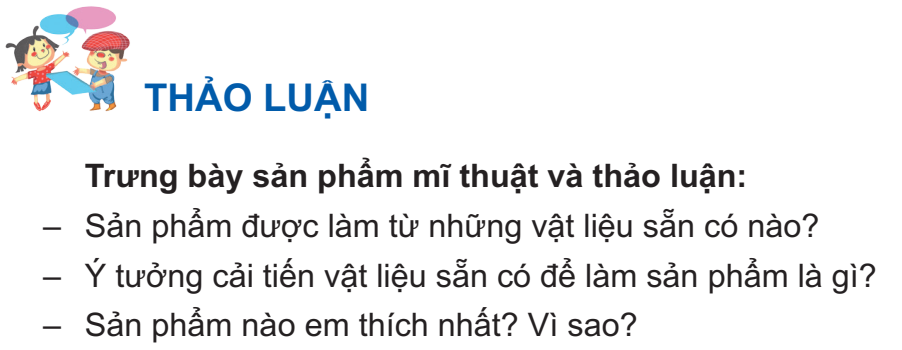 THẢO LUẬN
Trưng bày sản phẩm mĩ thuật và thảo luận:
– Sản phẩm được làm từ những vật liệu sẵn có nào?
– Ý tưởng cải tiến vật liệu sẵn có để làm sản phẩm là gì?
– Sản phẩm nào em thích nhất? Vì sao?